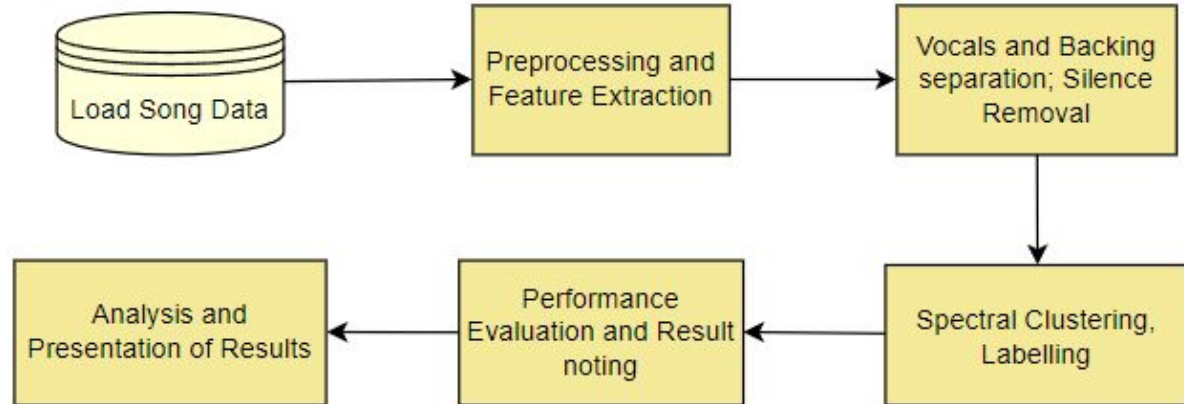 Load Song Data
Preprocessing and
Feature Extraction
Vocals and Backing
separation; Silence
Removal
Spectral Clustering,
Labelling
Performance
Evaluation and Result
noting
Analysis and
Presentation of Results